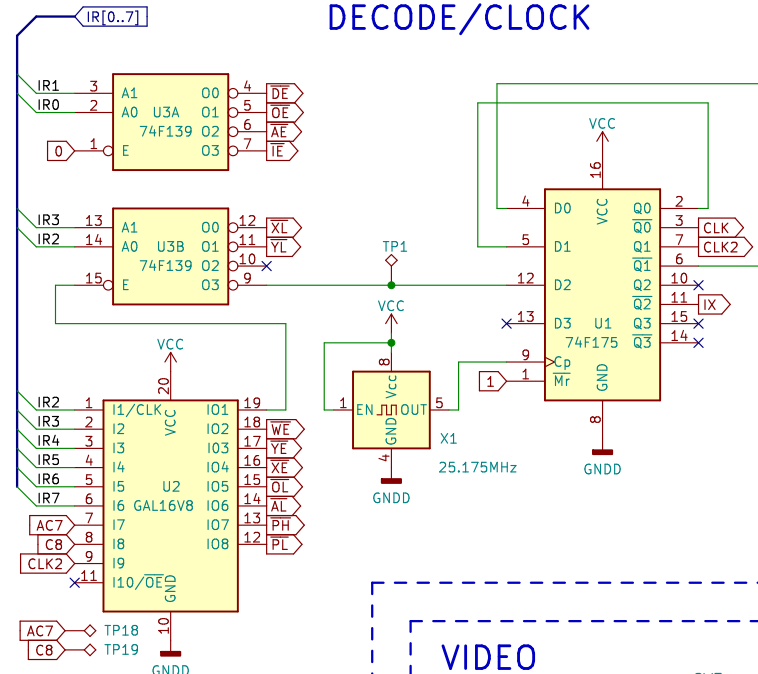 DECODE/CLOCK
IR[0..7]
IR1 3 A1 O0 4 DE
IR0 2 A0 U3A O1 5 OE
74F139 O2 6 AE
0 1 E O3 7 IE
IR3 13 A1 O0 12 XL
IR2 14 A0 U3B O1 11 YL
74F139 O2 10
15 E O3 9
TP1
VCC
16
4 D0 VCC Q0 2
Q0 3 CLK
5 D1 Q1 7 CLK2
Q1 6
12 D2 Q2 10
Q2 11 IX
13 D3 U1 Q3 15
74F175 Q3 14
9 Cp
1 1 Mr GND
8
GNDD
VCC
8
Vcc
1 EN OUT 5
GND
X1
4
25.175MHz
GNDD
VCC
20
IR2 1 I1/CLK VCC IO1 19
IR3 2 I2 IO2 18 WE
IR4 3 I3 IO3 17 YE
IR5 4 I4 IO4 16 XE
IR6 5 I5 U2 IO5 15 OL
IR7 6 I6 GAL16V8 IO6 14 AL
AC7 7 I7 IO7 13 PH
C8 8 I8 IO8 12 PL
CLK2 9 I9
11 I10/OE GND
10
AC7 TP18
C8 TP19
GNDD
VIDEO